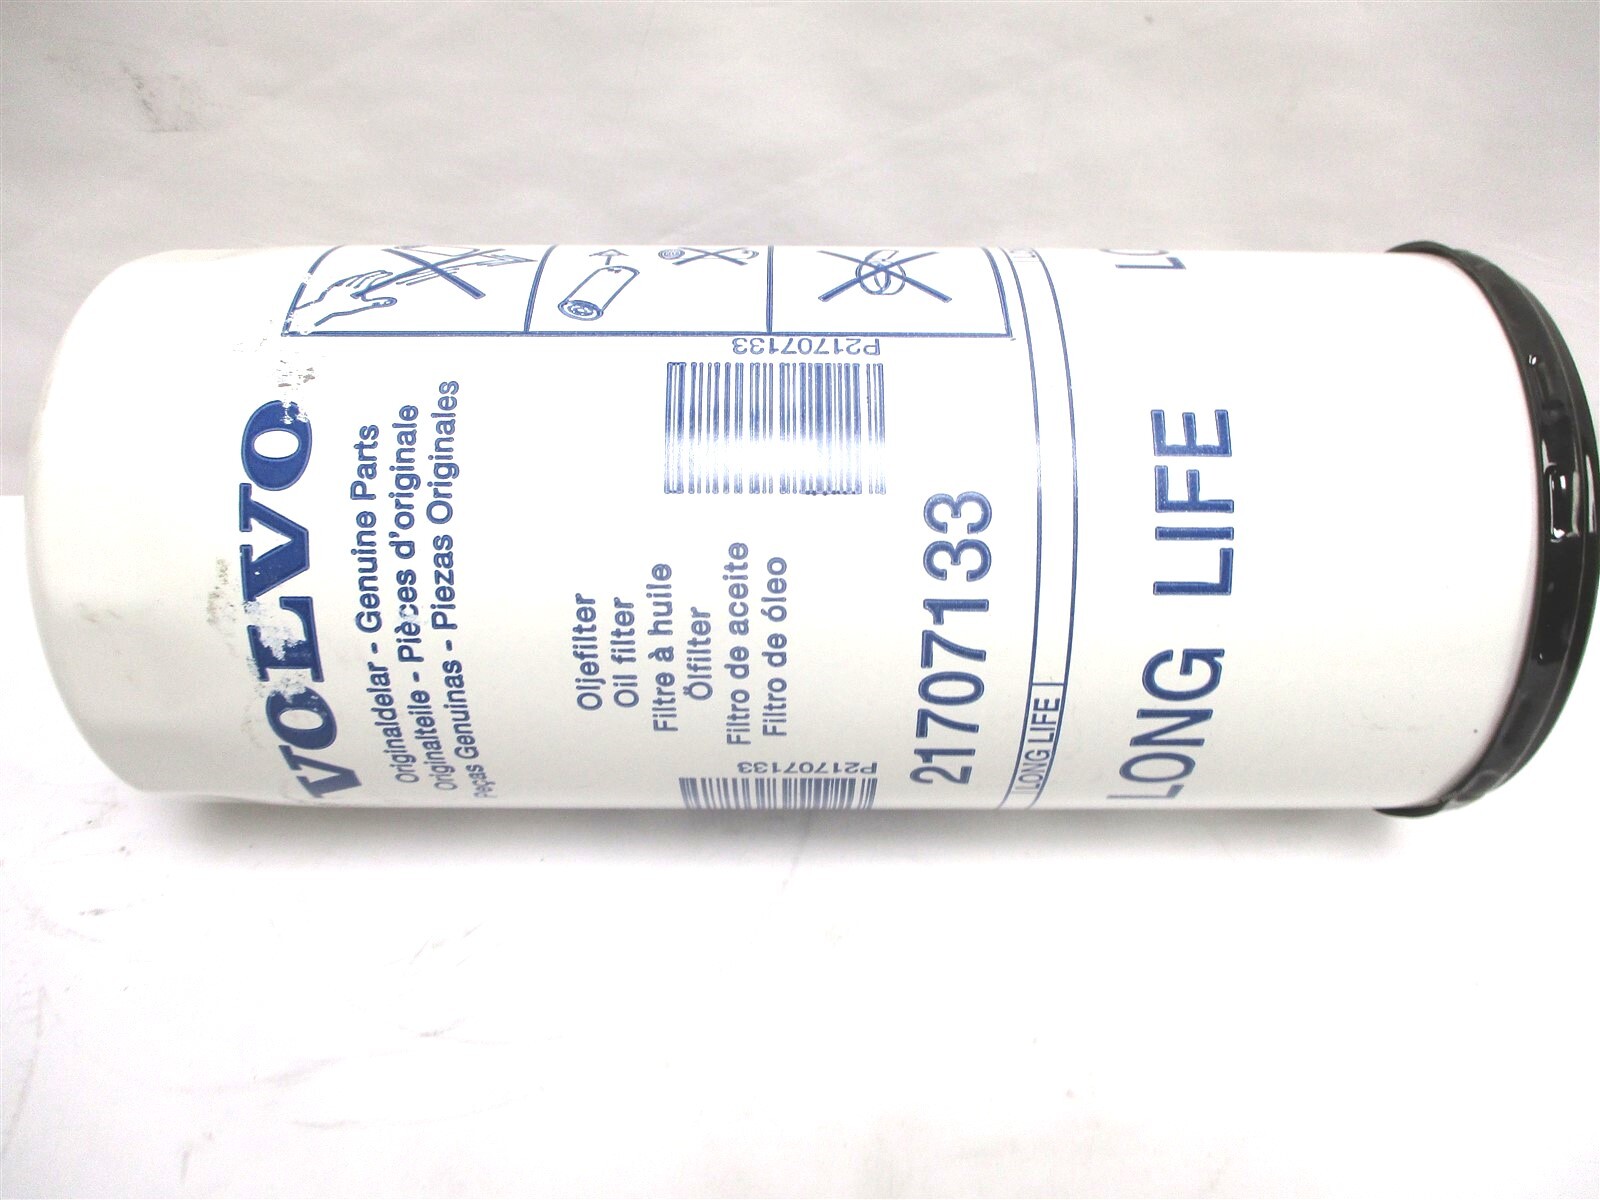 VOLVO
Originaldelar - Genuine Parts
Originalteile - Pièces d'originale
Peças Genuinas - Piezas Originales
Oljefilter
Oil filter
Filtre à huile
Ölfilter
Filtro de aceite
Filtro de óleo
P21707133
P21707133
21707133
LONG LIFE
LONG LIFE